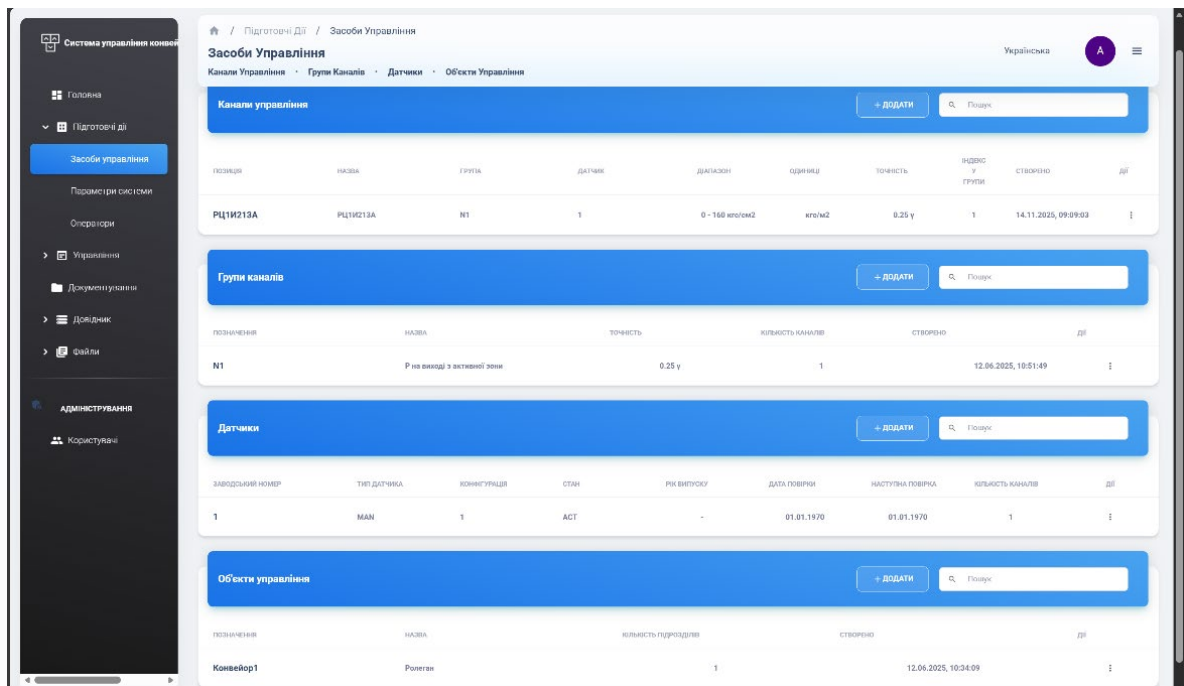 Система управління конвей
Головна
Підготовчі дії
Засоби управління
Параметри системи
Оператори
Управління
Документування
Довідник
Файли
АДМІНІСТРУВАННЯ
Користувачі
/ Підготовчі Дії / Засоби Управління
Засоби Управління
Канали Управління · Групи Каналів · Датчики · Об'єкти Управління
Українська
A
Канали управління
+ ДОДАТИ
Пошук
ПОЗИЦІЯ НАЗВА ГРУПА ДАТЧИК ДІАПАЗОН ОДИНИЦІ ТОЧНІСТЬ ІНДЕКС У ГРУПІ СТВОРЕНО ДІЇ
РЦ1И213А РЦ1И213А N1 1 0 - 160 кго/см2 кго/м2 0.25 у 1 14.11.2025, 09:09:03
Групи каналів
+ ДОДАТИ
Пошук
ПОЗНАЧЕННЯ НАЗВА ТОЧНІСТЬ КІЛЬКІСТЬ КАНАЛІВ СТВОРЕНО ДІЇ
N1 Р на виході з активної зони 0.25 у 1 12.06.2025, 10:51:49
Датчики
+ ДОДАТИ
Пошук
ЗАВОДСЬКИЙ НОМЕР ТИП ДАТЧИКА КОНФІГУРАЦІЯ СТАН РІК ВИПУСКУ ДАТА ПОВІРКИ НАСТУПНА ПОВІРКА КІЛЬКІСТЬ КАНАЛІВ ДІЇ
1 MAN 1 ACT - 01.01.1970 01.01.1970 1
Об'єкти управління
+ ДОДАТИ
Пошук
ПОЗНАЧЕННЯ НАЗВА КІЛЬКІСТЬ ПІДРОЗДІЛІВ СТВОРЕНО ДІЇ
Конвейор1 Ролеган 1 12.06.2025, 10:34:09